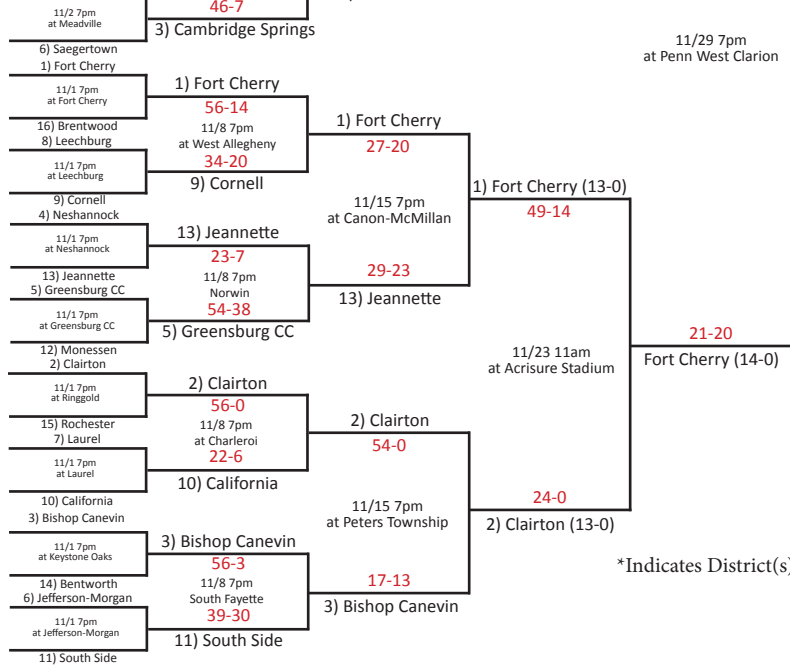 46-7
11/2 7pm
at Meadville
3) Cambridge Springs
6) Saegertown
11/29 7pm
at Penn West Clarion
1) Fort Cherry
11/1 7pm
at Fort Cherry
16) Brentwood
1) Fort Cherry
56-14
11/8 7pm
at West Allegheny
8) Leechburg
11/1 7pm
at Leechburg
9) Cornell
34-20
9) Cornell
1) Fort Cherry
27-20
11/15 7pm
at Canon-McMillan
4) Neshannock
11/1 7pm
at Neshannock
13) Jeannette
13) Jeannette
23-7
11/8 7pm
Norwin
5) Greensburg CC
11/1 7pm
at Greensburg CC
12) Monessen
54-38
5) Greensburg CC
29-23
13) Jeannette
1) Fort Cherry (13-0)
49-14
11/23 11am
at Acrisure Stadium
21-20
Fort Cherry (14-0)
2) Clairton
11/1 7pm
at Ringgold
15) Rochester
2) Clairton
56-0
11/8 7pm
at Charleroi
7) Laurel
11/1 7pm
at Laurel
10) California
22-6
10) California
2) Clairton
54-0
11/15 7pm
at Peters Township
3) Bishop Canevin
11/1 7pm
at Keystone Oaks
14) Bentworth
3) Bishop Canevin
56-3
11/8 7pm
South Fayette
6) Jefferson-Morgan
11/1 7pm
at Jefferson-Morgan
11) South Side
39-30
11) South Side
17-13
3) Bishop Canevin
24-0
2) Clairton (13-0)
*Indicates District(s)